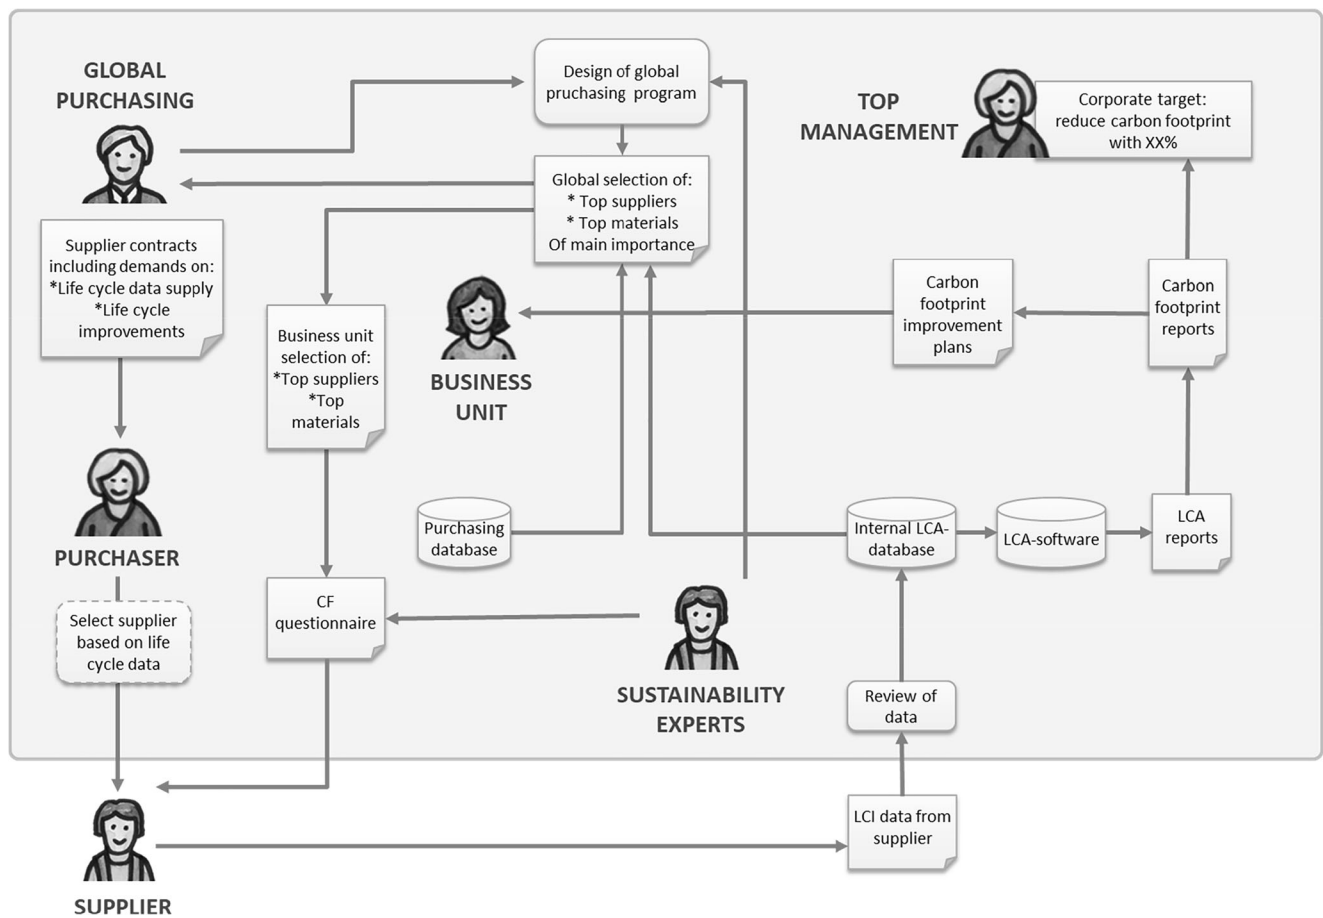 GLOBAL
PURCHASING
Design of global
pruchasing program
TOP
MANAGEMENT
Corporate target:
reduce carbon footprint
with XX%
Global selection of:
* Top suppliers
* Top materials
Of main importance
Supplier contracts
including demands on:
*Life cycle data supply
*Life cycle
improvements
Business unit
selection of:
*Top suppliers
*Top
materials
BUSINESS
UNIT
Carbon
footprint
improvement
plans
Carbon
footprint
reports
PURCHASER
Purchasing
database
Internal LCA-
database
LCA-software
LCA
reports
Select supplier
based on life
cycle data
CF
questionnaire
SUSTAINABILITY
EXPERTS
Review of
data
LCI data from
supplier
SUPPLIER